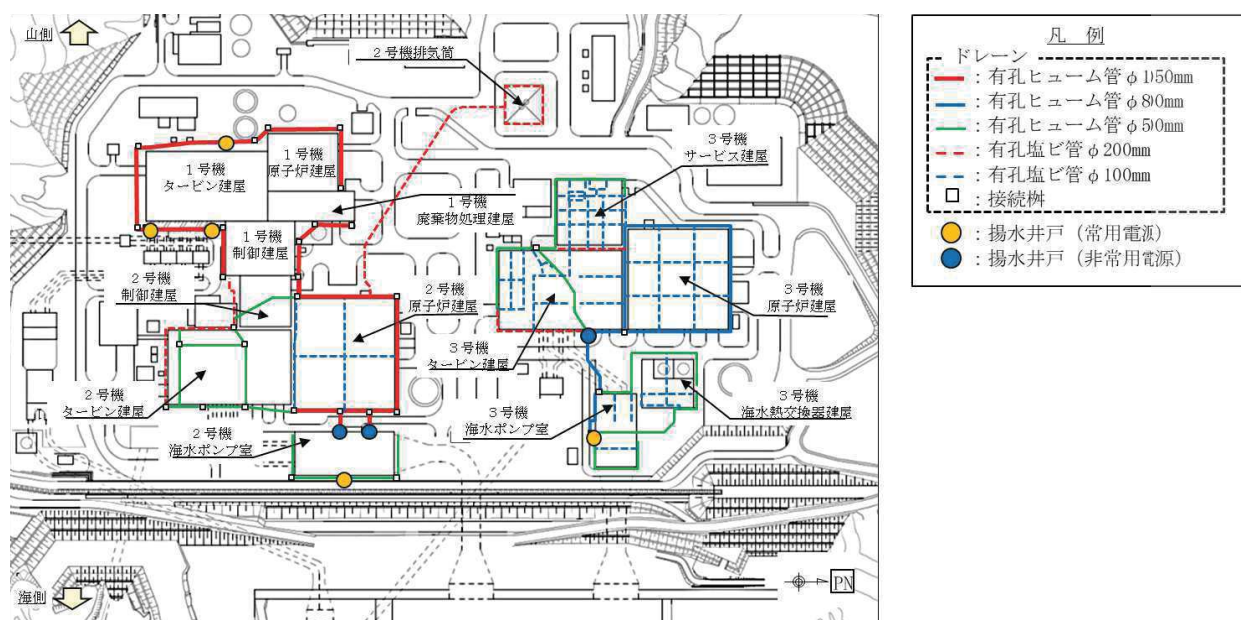 山側
２号機排気筒
１号機
原子炉建屋
１号機
タービン建屋
３号機
サービス建屋
１号機
廃棄物処理建屋
１号機
制御建屋
２号機
制御建屋
２号機
原子炉建屋
３号機
原子炉建屋
３号機
タービン建屋
２号機
タービン建屋
３号機
海水熱交換器建屋
３号機
海水ポンプ室
２号機
海水ポンプ室
海側
PN
凡 例
ドレーン
：有孔ヒューム管φ1050mm
：有孔ヒューム管φ800mm
：有孔ヒューム管φ500mm
：有孔塩ビ管φ200mm
：有孔塩ビ管φ100mm
：接続桝
：揚水井戸（常用電源）
：揚水井戸（非常用電源）